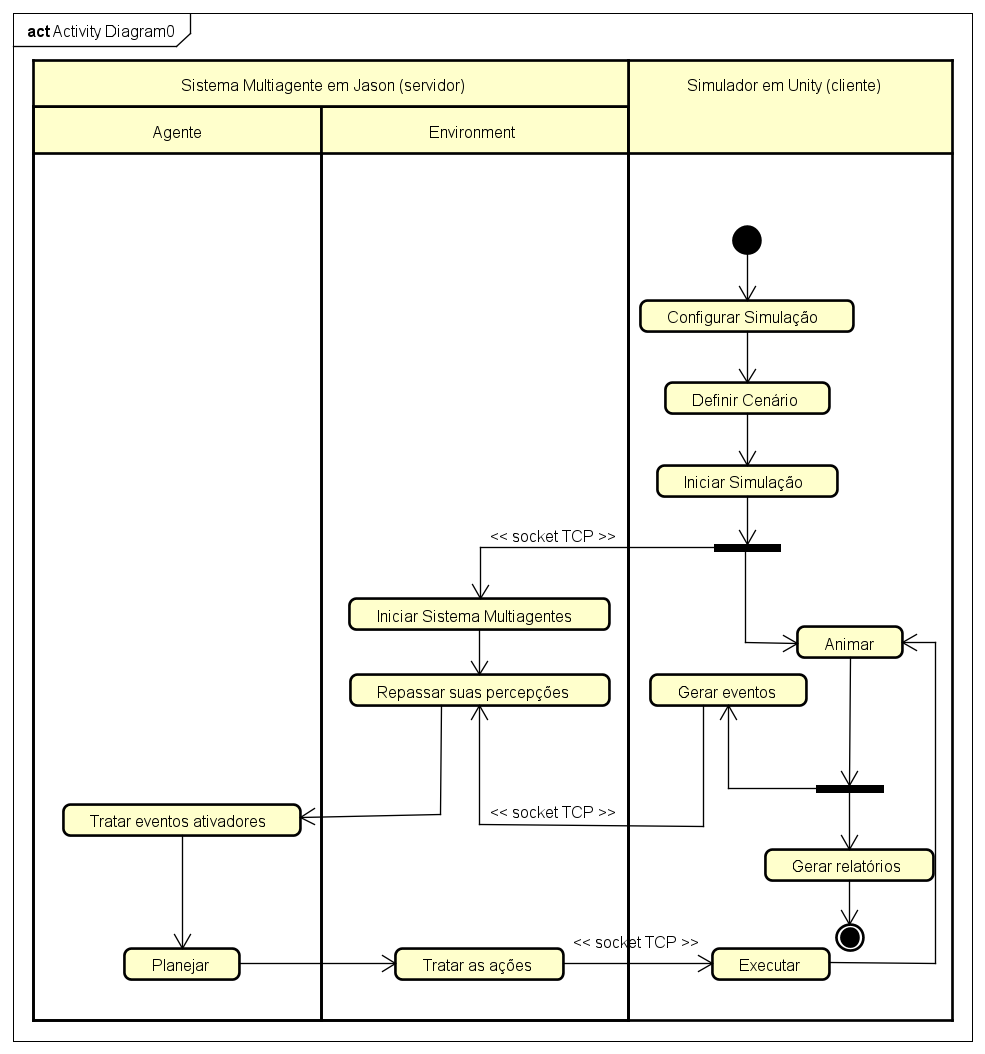 act Activity Diagram0
Sistema Multiagente em Jason (servidor)
Simulador em Unity (cliente)
Agente
Environment
Configurar Simulação
Definir Cenário
Iniciar Simulação
<< socket TCP >>
Iniciar Sistema Multiagentes
Animar
Repassar suas percepções
Gerar eventos
<< socket TCP >>
Tratar eventos ativadores
Gerar relatórios
<< socket TCP >>
Planejar
Tratar as ações
Executar